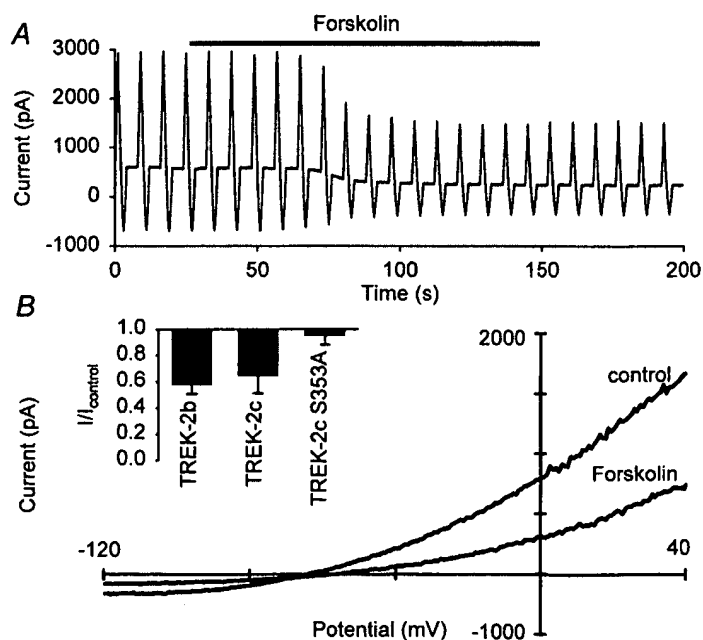 A
Forskolin
Current (pA)
3000
2000
1000
0
-1000
0
50
100
150
200
Time (s)
B
I/Icontrol
1.0
0.8
0.6
0.4
0.2
0.0
TREK-2b
TREK-2c
TREK-2c S353A
Current (pA)
2000
control
Forskolin
-120
40
Potential (mV)
-1000